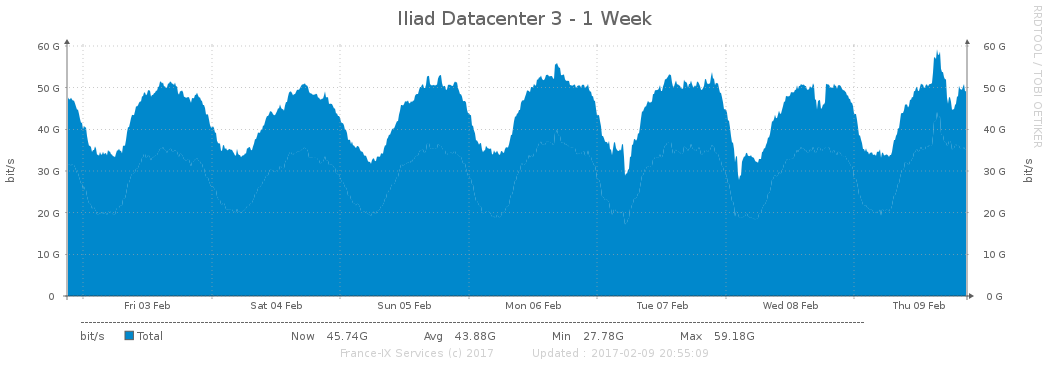 Iliad Datacenter 3 - 1 Week
RRDTOOL / TOBI OETIKER
60 G 60 G
50 G 50 G
40 G 40 G
30 G 30 G
20 G 20 G
10 G 10 G
0 0 G
bit/s bit/s
Fri 03 Feb Sat 04 Feb Sun 05 Feb Mon 06 Feb Tue 07 Feb Wed 08 Feb Thu 09 Feb
bit/s Total Now 45.74G Avg 43.88G Min 27.78G Max 59.18G
France-IX Services (c) 2017 Updated : 2017-02-09 20:55:09